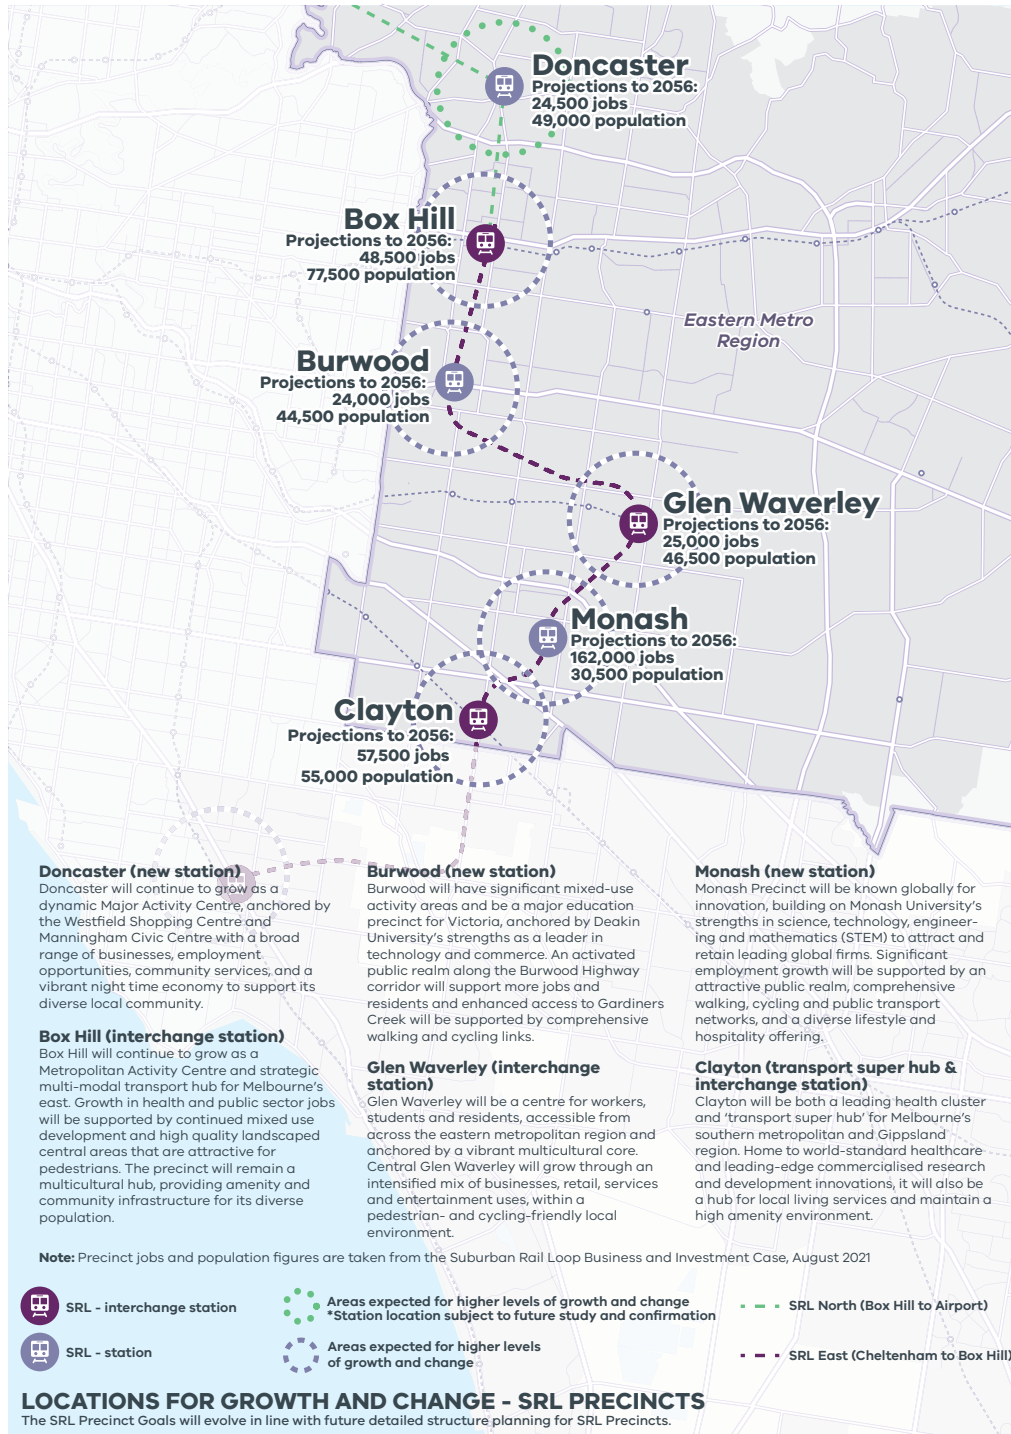 Doncaster
Projections to 2056:
24,500 jobs
49,000 population
Box Hill
Projections to 2056:
48,500 jobs
77,500 population
Eastern Metro
Region
Burwood
Projections to 2056:
24,000 jobs
44,500 population
Glen Waverley
Projections to 2056:
25,000 jobs
46,500 population
Monash
Projections to 2056:
162,000 jobs
30,500 population
Clayton
Projections to 2056:
57,500 jobs
55,000 population
Doncaster (new station)
Doncaster will continue to grow as a
dynamic Major Activity Centre, anchored by
the Westfield Shopping Centre and
Manningham Civic Centre with a broad
range of businesses, employment
opportunities, community services, and a
vibrant night time economy to support its
diverse local community.
Box Hill (interchange station)
Box Hill will continue to grow as a
Metropolitan Activity Centre and strategic
multi-modal transport hub for Melbourne's
east. Growth in health and public sector jobs
will be supported by continued mixed use
development and high quality landscaped
central areas that are attractive for
pedestrians. The precinct will remain a
multicultural hub, providing amenity and
community infrastructure for its diverse
population.
Burwood (new station)
Burwood will have significant mixed-use
activity areas and be a major education
precinct for Victoria, anchored by Deakin
University's strengths as a leader in
technology and commerce. An activated
public realm along the Burwood Highway
corridor will support more jobs and
residents and enhanced access to Gardiners
Creek will be supported by comprehensive
walking and cycling links.
Glen Waverley (interchange
station)
Glen Waverley will be a centre for workers,
students and residents, accessible from
across the eastern metropolitan region and
anchored by a vibrant multicultural core.
Central Glen Waverley will grow through an
intensified mix of businesses, retail, services
and entertainment uses, within a
pedestrian- and cycling-friendly local
environment.
Monash (new station)
Monash Precinct will be known globally for
innovation, building on Monash University's
strengths in science, technology, engineer-
ing and mathematics (STEM) to attract and
retain leading global firms. Significant
employment growth will be supported by an
attractive public realm, comprehensive
walking, cycling and public transport
networks, and a diverse lifestyle and
hospitality offering.
Clayton (transport super hub &
interchange station)
Clayton will be both a leading health cluster
and 'transport super hub' for Melbourne's
southern metropolitan and Gippsland
region. Home to world-standard healthcare
and leading-edge commercialised research
and development innovations, it will also be
a hub for local living services and maintain a
high amenity environment.
Note: Precinct jobs and population figures are taken from the Suburban Rail Loop Business and Investment Case, August 2021
SRL - interchange station
SRL - station
Areas expected for higher levels of growth and change
*Station location subject to future study and confirmation
Areas expected for higher levels
of growth and change
SRL North (Box Hill to Airport)
SRL East (Cheltenham to Box Hill)
LOCATIONS FOR GROWTH AND CHANGE - SRL PRECINCTS
The SRL Precinct Goals will evolve in line with future detailed structure planning for SRL Precincts.